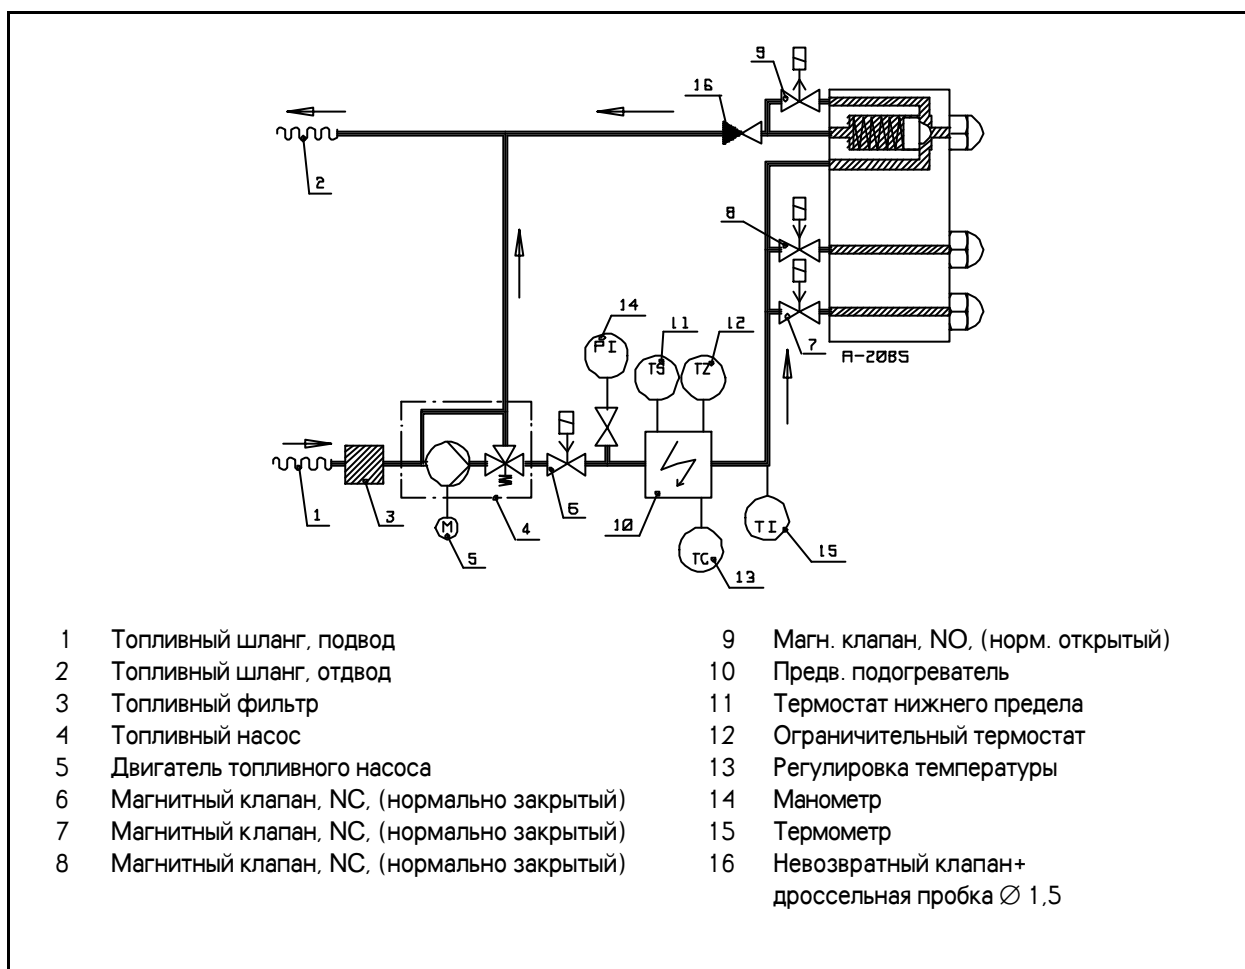 9
16
2
8
14
11
12
PI
TS
TZ
7
A-20B5
M
1
3
5
4
6
10
TC
13
TI
15
1 Топливный шланг, подвод
2 Топливный шланг, отдвод
3 Топливный фильтр
4 Топливный насос
5 Двигатель топливного насоса
6 Магнитный клапан, NC, (нормально закрытый)
7 Магнитный клапан, NC, (нормально закрытый)
8 Магнитный клапан, NC, (нормально закрытый)
9 Магн. клапан, NO, (норм. открытый)
10 Предв. подогреватель
11 Термостат нижнего предела
12 Ограничительный термостат
13 Регулировка температуры
14 Манометр
15 Термометр
16 Невозвратный клапан+
дроссельная пробка ∅ 1,5